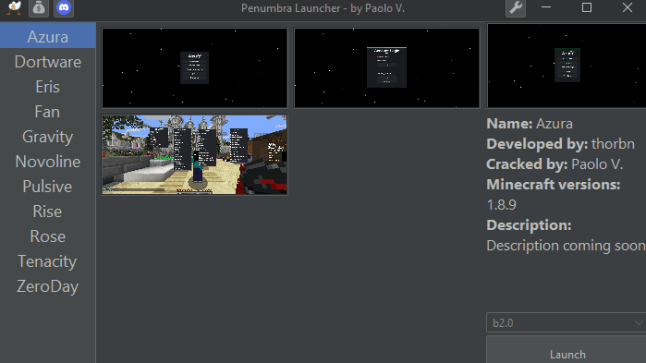 Penumbra Launcher - by Paolo V.
Azura
Dortware
Eris
Fan
Gravity
Novoline
Pulsive
Rise
Rose
Tenacity
ZeroDay
Name: Azura
Developed by: thorbn
Cracked by: Paolo V.
Minecraft versions:
1.8.9
Description:
Description coming soon
b2.0
Launch